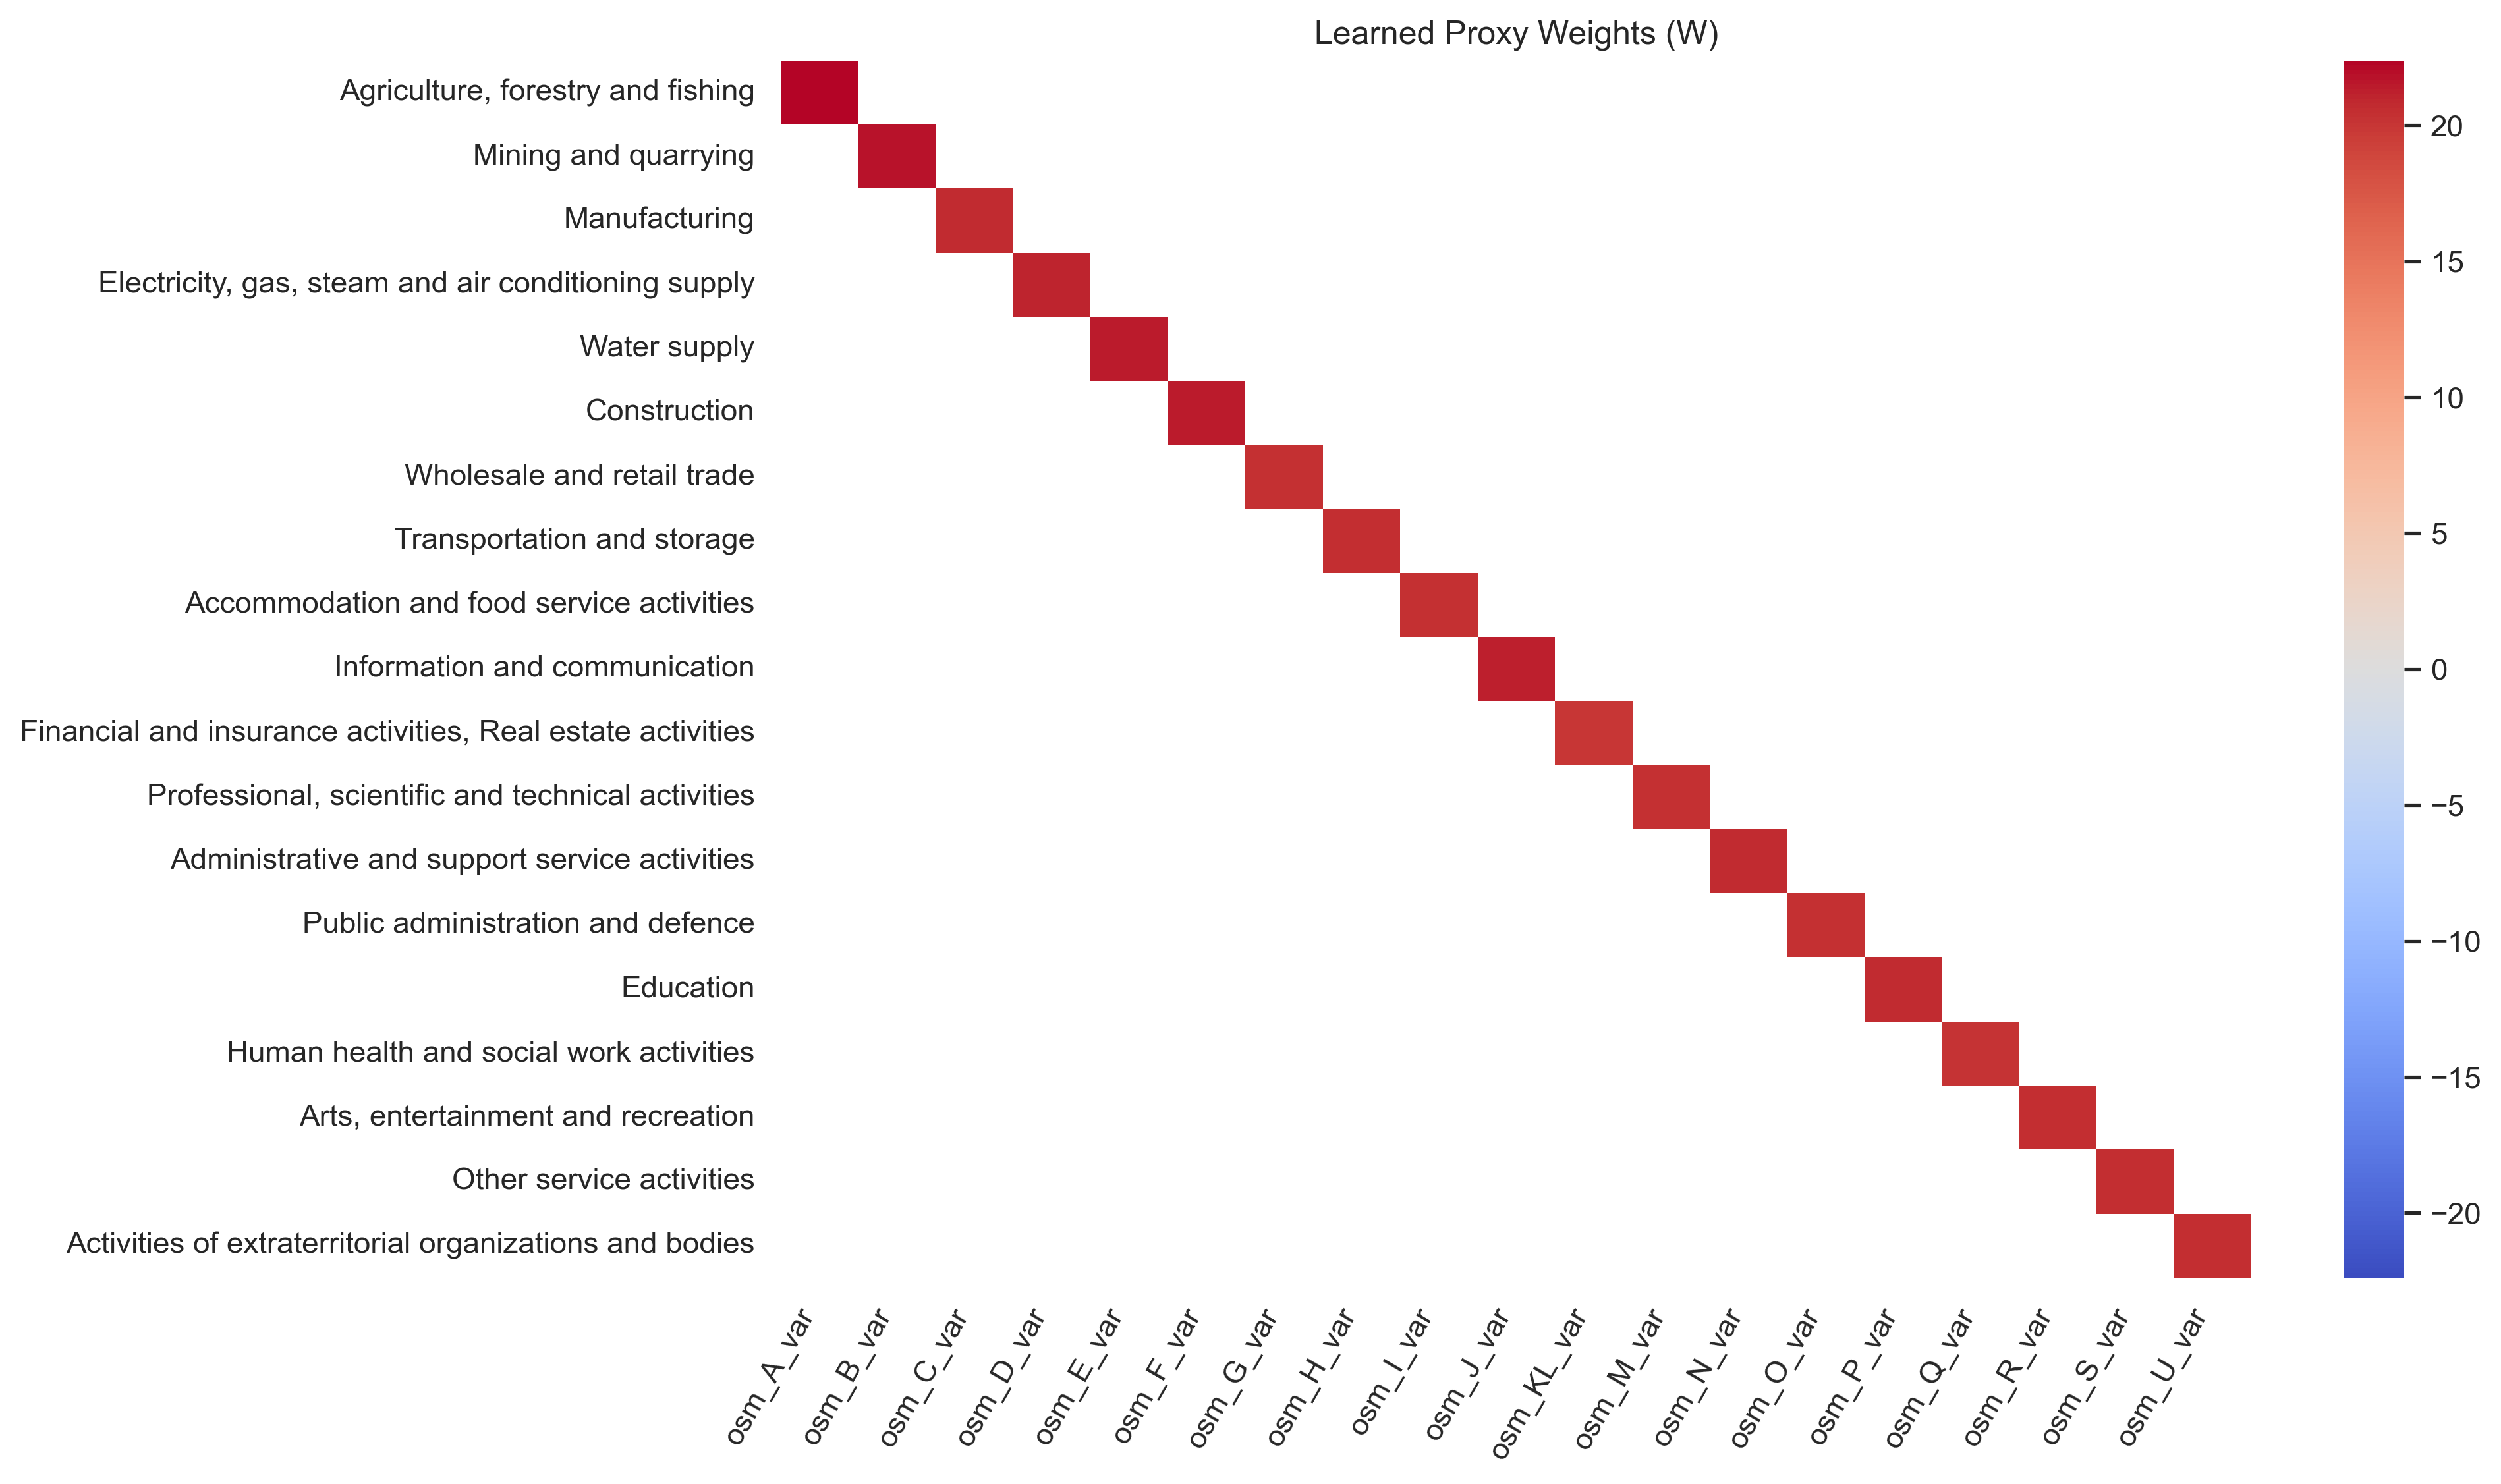 Learned Proxy Weights (W)
Agriculture, forestry and fishing
Mining and quarrying
Manufacturing
Electricity, gas, steam and air conditioning supply
Water supply
Construction
Wholesale and retail trade
Transportation and storage
Accommodation and food service activities
Information and communication
Financial and insurance activities, Real estate activities
Professional, scientific and technical activities
Administrative and support service activities
Public administration and defence
Education
Human health and social work activities
Arts, entertainment and recreation
Other service activities
Activities of extraterritorial organizations and bodies
osm_A_var
osm_B_var
osm_C_var
osm_D_var
osm_E_var
osm_F_var
osm_G_var
osm_H_var
osm_I_var
osm_J_var
osm_KL_var
osm_M_var
osm_N_var
osm_O_var
osm_P_var
osm_Q_var
osm_R_var
osm_S_var
osm_U_var
20
15
10
5
0
−5
−10
−15
−20